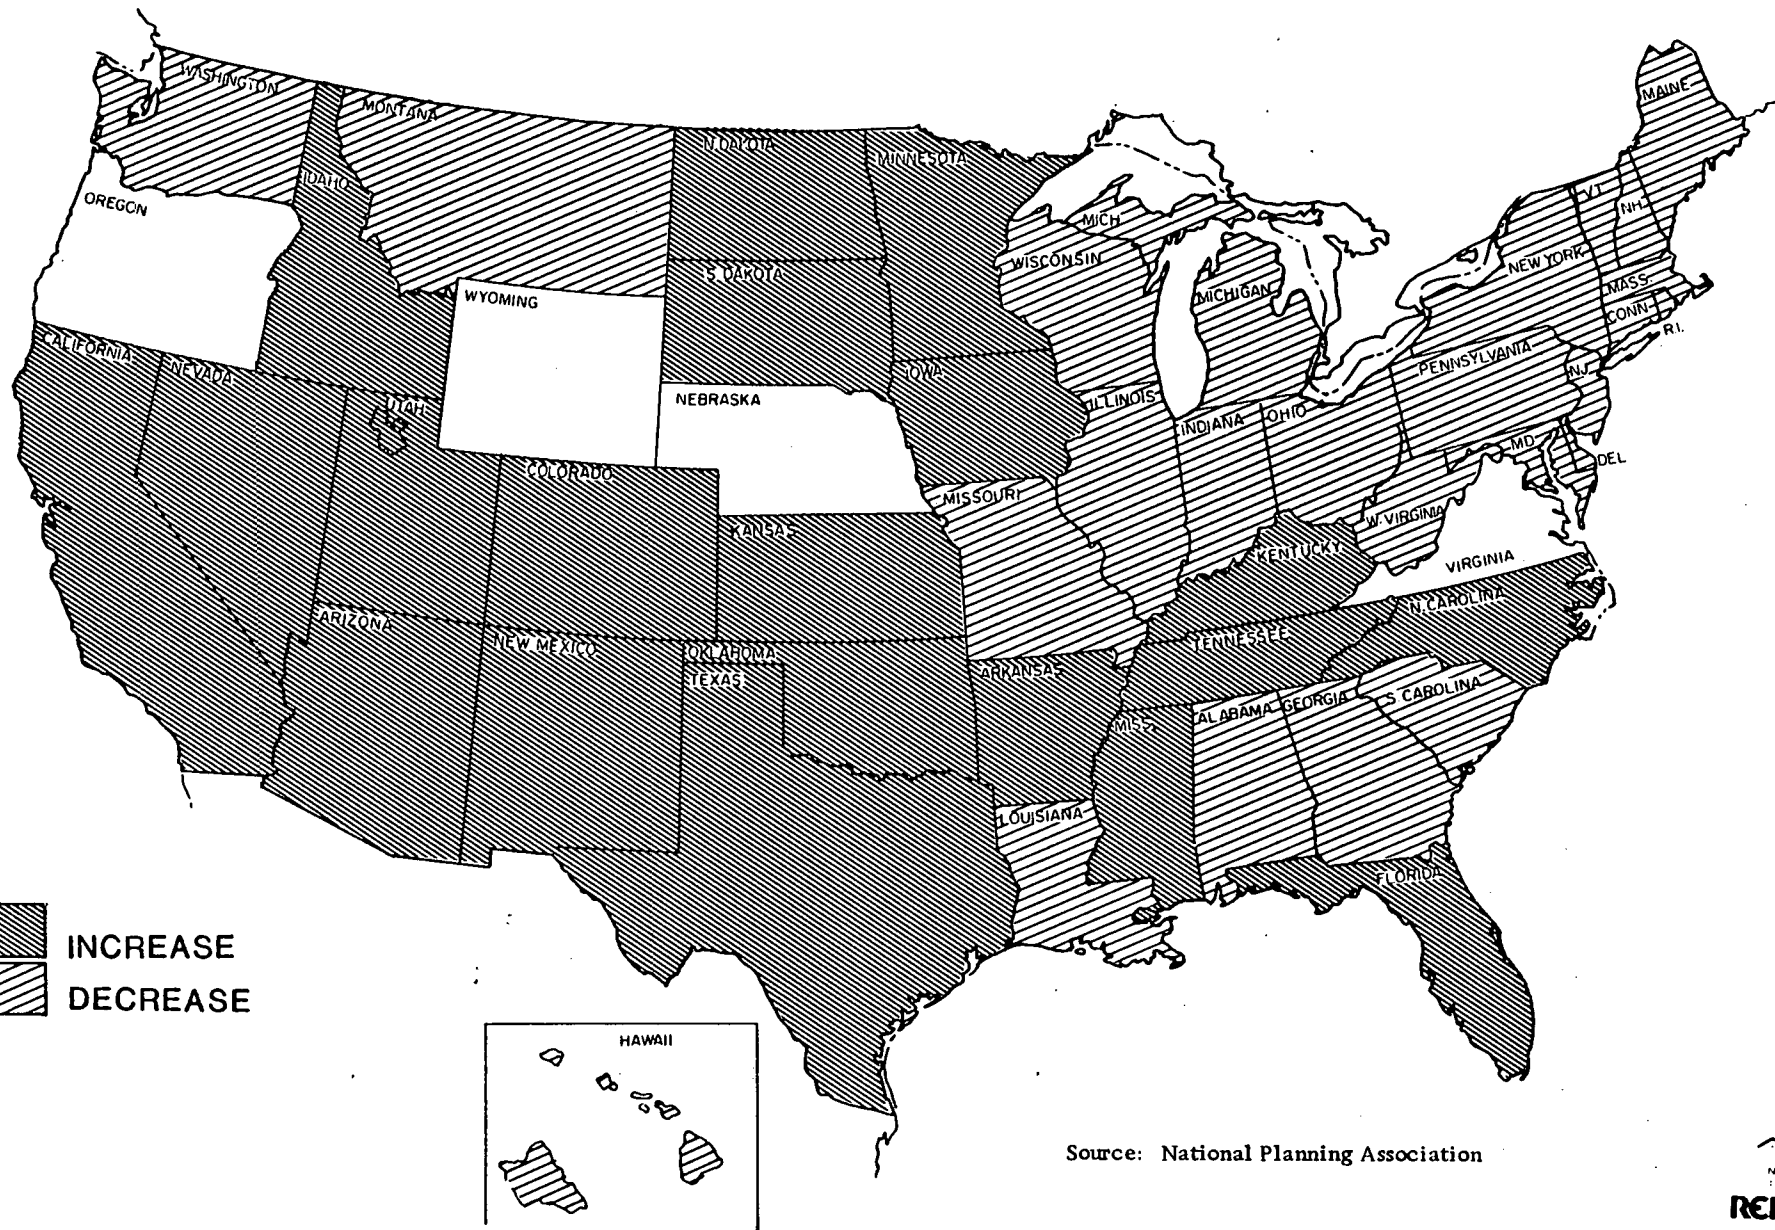 WASHINGTON
MONTANA
OREGON
IDAHO
N. DAKOTA
MINNESOTA
S. DAKOTA
WYOMING
WISCONSIN
MICH
MICHIGAN
MAINE
V.T.
NH
NEW YORK
MASS.
CONN
R.I.
CALIFORNIA
NEVADA
UTAH
NEBRASKA
IOWA
ILLINOIS
INDIANA
OHIO
PENNSYLVANIA
NJ
MD
DEL
COLORADO
KANSAS
MISSOURI
KENTUCKY
W. VIRGINIA
VIRGINIA
ARIZONA
NEW MEXICO
OKLAHOMA
TEXAS
ARKANSAS
TENNESSEE
N. CAROLINA
MISS.
ALABAMA
GEORGIA
S. CAROLINA
LOUISIANA
FLORIDA
INCREASE
DECREASE
HAWAII
Source: National Planning Association